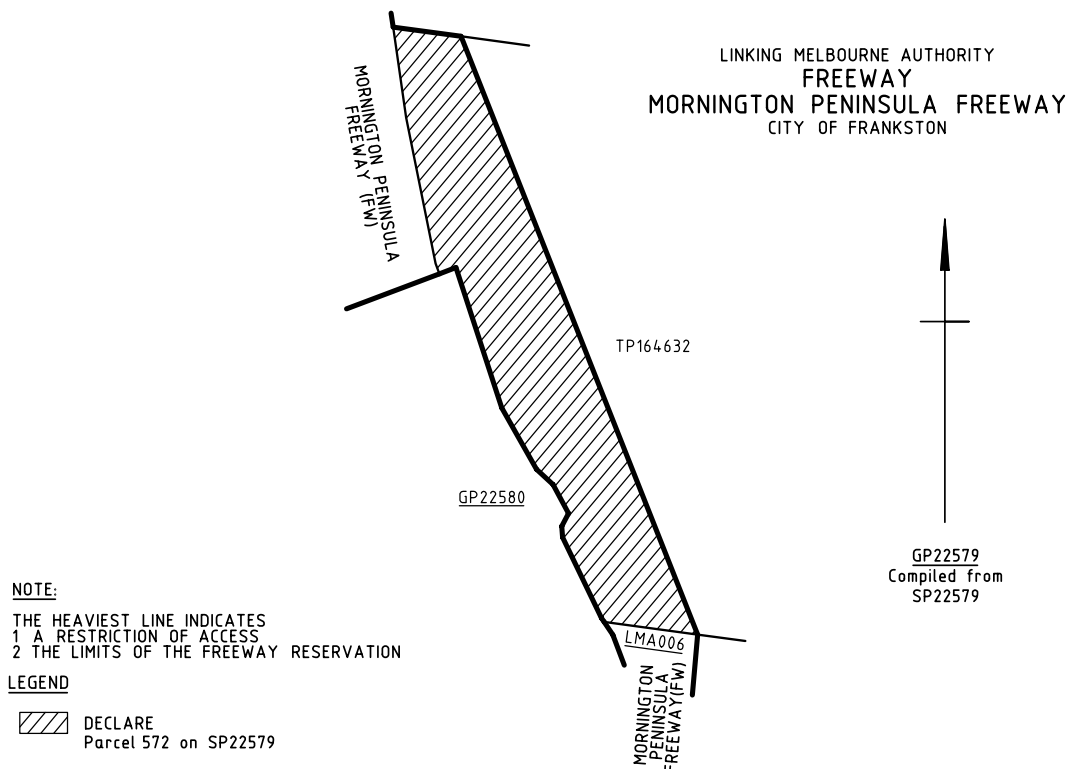 LINKING MELBOURNE AUTHORITY
FREEWAY
MORNINGTON PENINSULA FREEWAY
CITY OF FRANKSTON
MORNINGTON PENINSULA
FREEWAY (FW)
TP164632
GP22580
GP22579
Compiled from
SP22579
NOTE:
THE HEAVIEST LINE INDICATES
1 A RESTRICTION OF ACCESS
2 THE LIMITS OF THE FREEWAY RESERVATION
LEGEND
DECLARE
Parcel 572 on SP22579
LMA006
MORNINGTON
PENINSULA
FREEWAY(FW)